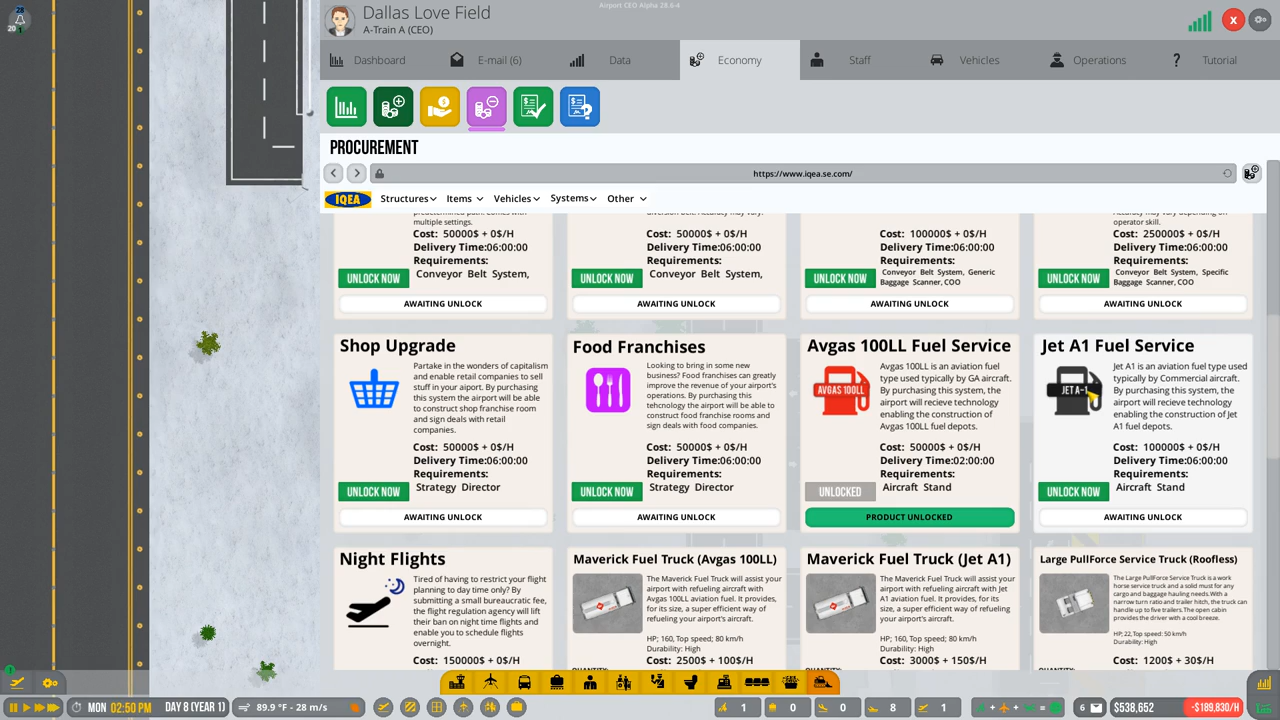 Airport CEO Alpha 28.6-4
28
20 1
Dallas Love Field
A-Train A (CEO)
X
Dashboard
E-mail (6)
Data
Economy
Staff
Vehicles
Operations
? Tutorial
PROCUREMENT
https://www.iqea.se.com/
IQEA
Structures
Items
Vehicles
Systems
Other
multiple settings.
Cost: 50000$ + 0$/H
Delivery Time:06:00:00
Requirements:
Conveyor Belt System,
UNLOCK NOW
AWAITING UNLOCK
Cost: 50000$ + 0$/H
Delivery Time:06:00:00
Requirements:
Conveyor Belt System,
UNLOCK NOW
AWAITING UNLOCK
Cost: 100000$ + 0$/H
Delivery Time:06:00:00
Requirements:
Conveyor Belt System, Generic
Baggage Scanner, COO
UNLOCK NOW
AWAITING UNLOCK
operator skill.
Cost: 250000$ + 0$/H
Delivery Time:06:00:00
Requirements:
Conveyor Belt System, Specific
Baggage Scanner, COO
UNLOCK NOW
AWAITING UNLOCK
Shop Upgrade
Partake in the wonders of capitalism
and enable retail companies to sell
stuff in your aiport. By purchasing
this system the airport will be able
to construct shop franchise room
and sign deals with retail
companies.
Cost: 50000$ + 0$/H
Delivery Time:06:00:00
Requirements:
Strategy Director
UNLOCK NOW
AWAITING UNLOCK
Food Franchises
Looking to bring in some new
business? Food franchises can greatly
improve the revenue of your airport's
operations. By purchasing this
tehcnology the airport will be able to
construct food franchise rooms and
sign deals with food companies.
Cost: 50000$ + 0$/H
Delivery Time:06:00:00
Requirements:
Strategy Director
UNLOCK NOW
AWAITING UNLOCK
Avgas 100LL Fuel Service
AVGAS 100LL
Avgas 100LL is an aviation fuel
type used typically by GA aircraft.
By purchasing this system, the
airport will recieve technology
enabling the construction of
Avgas 100LL fuel depots.
Cost: 50000$ + 0$/H
Delivery Time:02:00:00
Requirements:
Aircraft Stand
UNLOCKED
PRODUCT UNLOCKED
Jet A1 Fuel Service
JETA-1
Jet A1 is an aviation fuel type used
typically by Commercial aircraft.
By purchasing this system, the
airport will recieve technology
enabling the construction of Jet
A1 fuel depots.
Cost: 100000$ + 0$/H
Delivery Time:06:00:00
Requirements:
Aircraft Stand
UNLOCK NOW
AWAITING UNLOCK
Night Flights
Tired of having to restrict your flight
planning to day time only? By
submitting a small bureaucratic fee,
the flight regulation agency will lift
their ban on night time flights and
enable you to schedule flights
overnight.
Cost: 150000$ + 0$/H
Maverick Fuel Truck (Avgas 100LL)
The Maverick Fuel Truck will assist your
airport with refueling aircraft with
Avgas 100LL aviation fuel. It provides,
for its size, a super efficient way of
refueling your airport's aircraft.
HP; 160, Top speed; 80 km/h
Durability: High
Cost: 2500$ + 100$/H
Maverick Fuel Truck (Jet A1)
The Maverick Fuel Truck will assist your
airport with refueling aircraft with Jet
A1 aviation fuel. It provides, for its
size, a super efficient way of refueling
your airport's aircraft.
HP; 160, Top speed; 80 km/h
Durability: High
Cost: 3000$ + 150$/H
Large PullForce Service Truck (Roofless)
The Large PullForce Service Truck is a work
horse service truck and a solid must for any
cargo and baggage hauling needs.With a
narrow turn ratio and trailer hitch, the truck can
handle up to five trailers.The open cabin
provides the driver with a cool breeze.
HP; 22,Top speed: 50 km/h
Durability: High
Cost: 1200$ + 30$/H
1
MON 02:50 PM
DAY 8 (YEAR 1)
89.9 °F - 28 m/s
1
0
0
8
1
6
$538,652
-$189,830/H